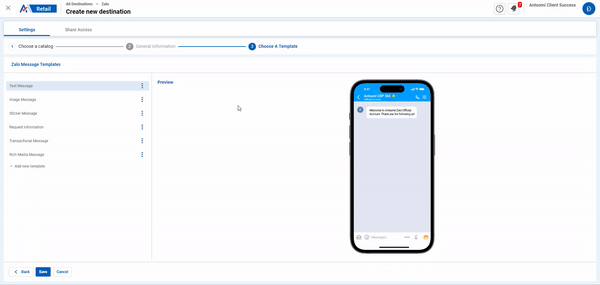 All Destinations > Zalo
Retail
Create new destination
?
7
Antsomi Client Success
D
Settings
Share Access
1 Choose a catalog
2 General Information
3 Choose A Template
Zalo Message Templates
Text Message
Image Message
Sticker Message
Request Information
Transactional Message
Rich Media Message
+ Add new template
Preview
Antsomi CDP 365
Welcome to Antsomi Zalo Official
Account. Thank you for following us!
Messages
Back
Save
Cancel